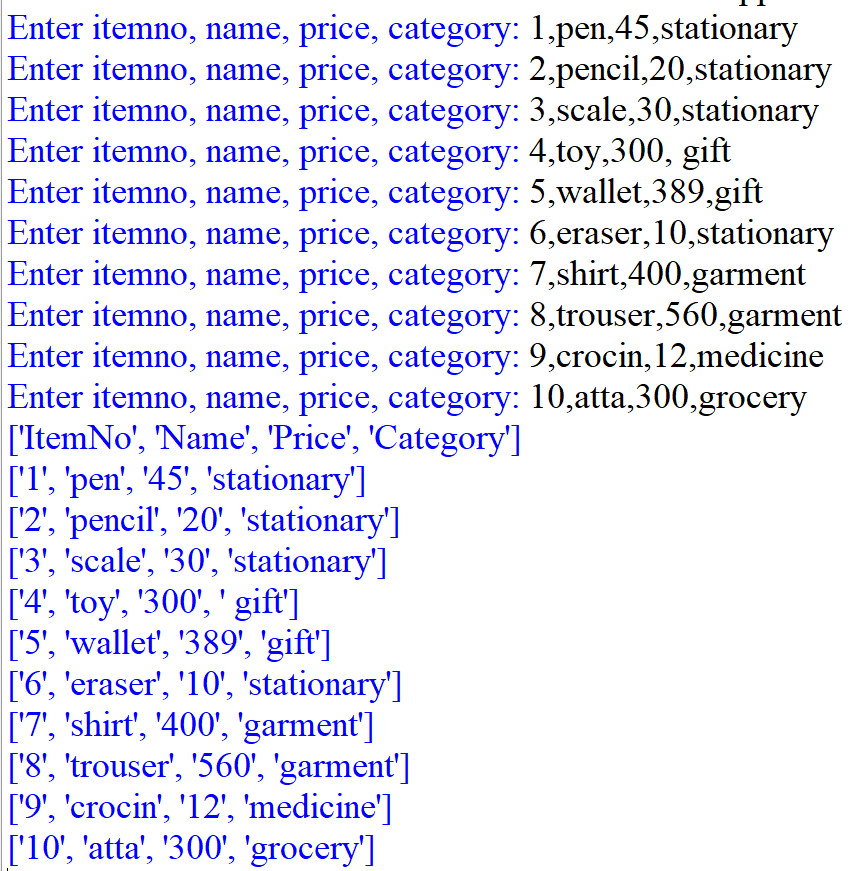 Enter itemno, name, price, category: 1,pen,45,stationary
Enter itemno, name, price, category: 2,pencil,20,stationary
Enter itemno, name, price, category: 3,scale,30,stationary
Enter itemno, name, price, category: 4,toy,300, gift
Enter itemno, name, price, category: 5,wallet,389,gift
Enter itemno, name, price, category: 6,eraser,10,stationary
Enter itemno, name, price, category: 7,shirt,400,garment
Enter itemno, name, price, category: 8,trouser,560,garment
Enter itemno, name, price, category: 9,crocin,12,medicine
Enter itemno, name, price, category: 10,atta,300,grocery
['ItemNo', 'Name', 'Price', 'Category']
['1', 'pen', '45', 'stationary']
['2', 'pencil', '20', 'stationary']
['3', 'scale', '30', 'stationary']
['4', 'toy', '300', ' gift']
['5', 'wallet', '389', 'gift']
['6', 'eraser', '10', 'stationary']
['7', 'shirt', '400', 'garment']
['8', 'trouser', '560', 'garment']
['9', 'crocin', '12', 'medicine']
['10', 'atta', '300', 'grocery']